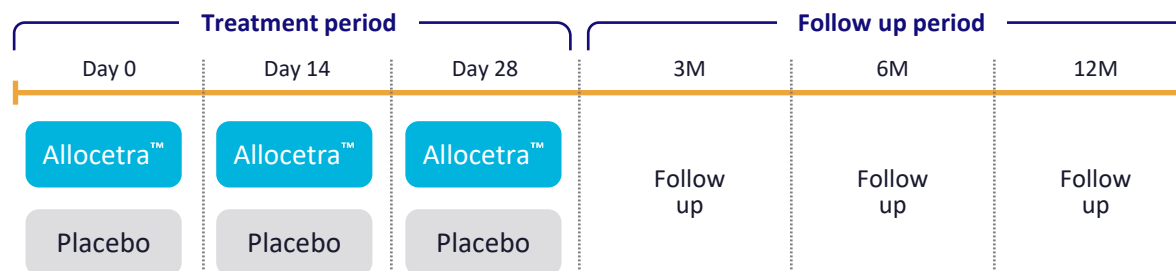 Treatment period Follow up period
Day 0 Day 14 Day 28 3M 6M 12M
Allocetra™ Allocetra™ Allocetra™
Follow Follow Follow
up up up
Placebo Placebo Placebo